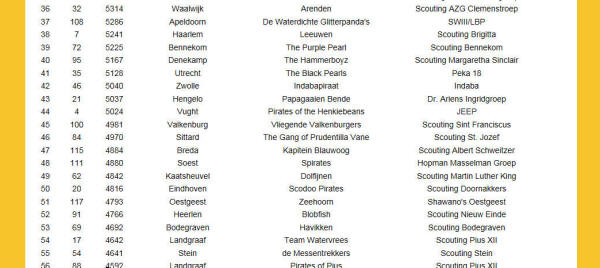 36 32 5314 Waalwijk Arenden Scouting AZG Clemenstroep
37 108 5286 Apeldoorn De Waterdichte Glitterpanda's SWIII/LBP
38 7 5241 Haarlem Leeuwen Scouting Brigitta
39 72 5225 Bennekom The Purple Pearl Scouting Bennekom
40 95 5167 Denekamp The Hammerboyz Scouting Margaretha Sinclair
41 35 5128 Utrecht The Black Pearls Peka 18
42 46 5040 Zwolle Indabapiraat Indaba
43 21 5037 Hengelo Papagaaien Bende Dr. Ariens Ingridgroep
44 4 5024 Vught Pirates of the Henkiebeans JEEP
45 100 4981 Valkenburg Vliegende Valkenburgers Scouting Sint Franciscus
46 84 4970 Sittard The Gang of Prudentilla Vane Scouting St. Jozef
47 115 4884 Breda Kapitein Blauwoog Scouting Albert Schweitzer
48 111 4880 Soest Spirates Hopman Masselman Groep
49 62 4842 Kaatsheuvel Dolfijnen Scouting Martin Luther King
50 20 4816 Eindhoven Scodoo Pirates Scouting Doornakkers
51 117 4793 Oestgeest Zeehoorn Shawano's Oestgeest
52 91 4766 Heerlen Blobfish Scouting Nieuw Einde
53 69 4692 Bodegraven Havikken Scouting Bodegraven
54 17 4642 Landgraaf Team Watervrees Scouting Pius XII
55 54 4641 Stein de Messentrekkers Scouting Stein
56 88 4592 Landgraaf Pirates of Pius Scouting Pius XII